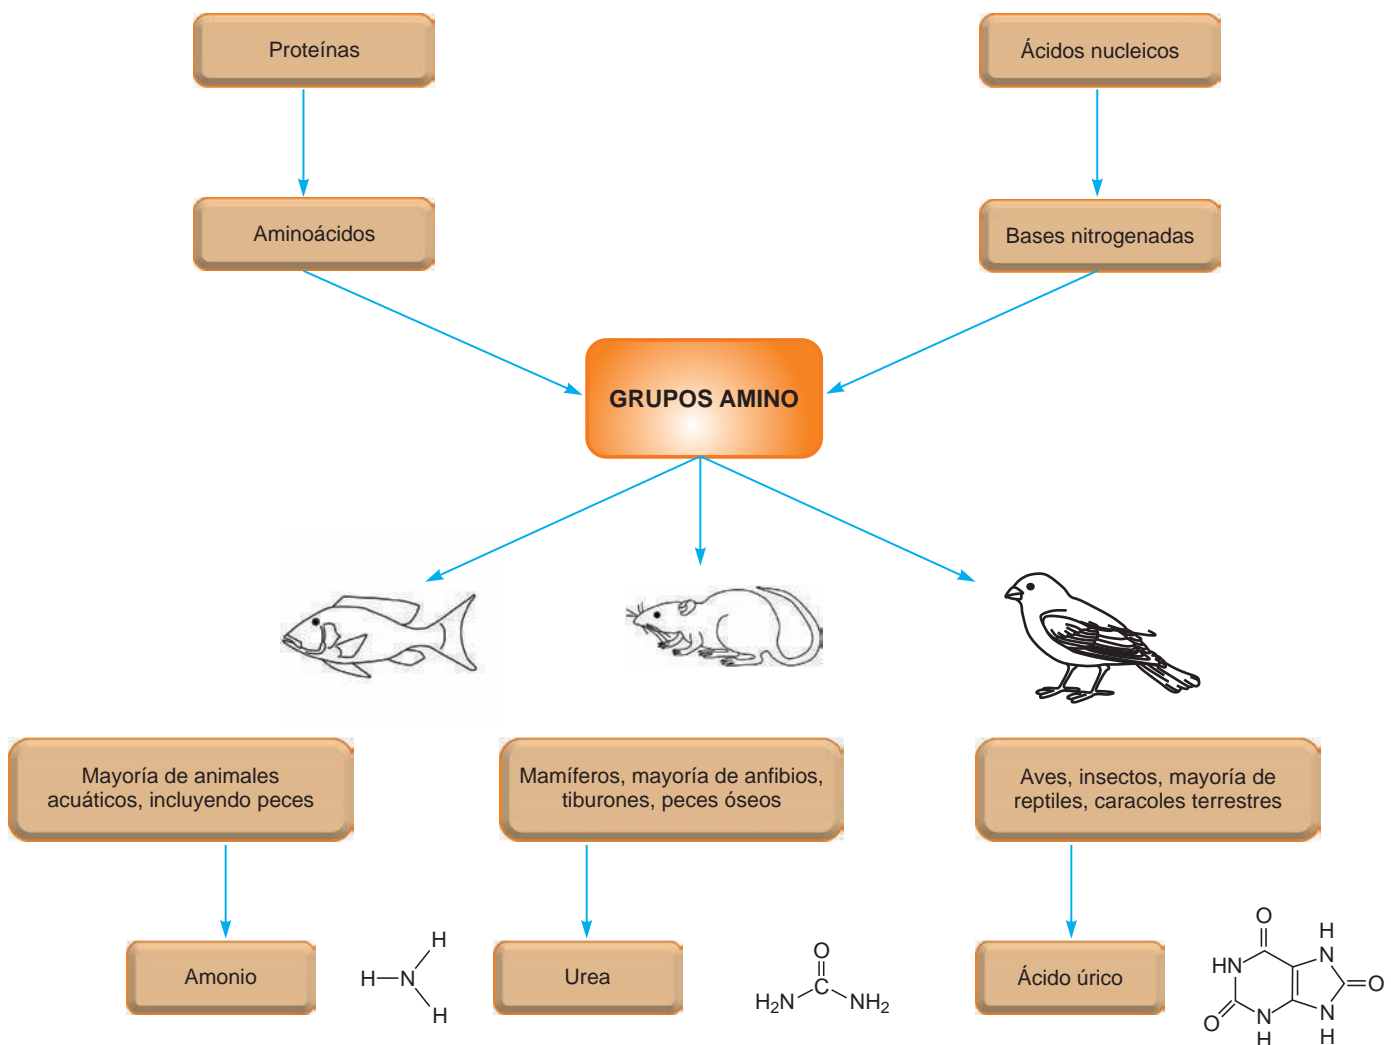 Proteínas
Ácidos nucleicos
Aminoácidos
Bases nitrogenadas
GRUPOS AMINO
Mayoría de animales
acuáticos, incluyendo peces
Mamíferos, mayoría de anfibios,
tiburones, peces óseos
Aves, insectos, mayoría de
reptiles, caracoles terrestres
Amonio
H
H N
H
Urea
O
H₂N C NH₂
Ácido úrico
O
H
HN
N
O
O
N
N
H
H